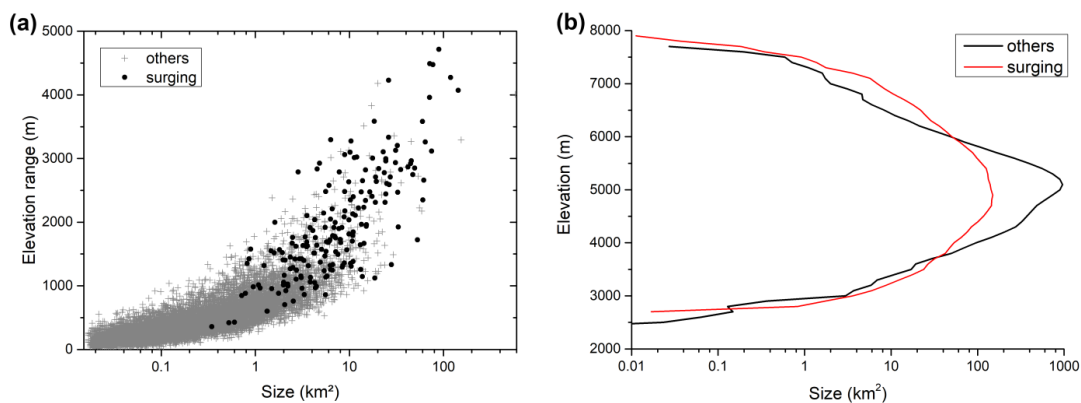 (a)
5000
4000
3000
2000
1000
0
Elevation range (m)
others
surging
0.1
1
10
100
Size (km²)
(b)
8000
7000
6000
5000
4000
3000
2000
Elevation (m)
others
surging
0.01
0.1
1
10
100
1000
Size (km²)